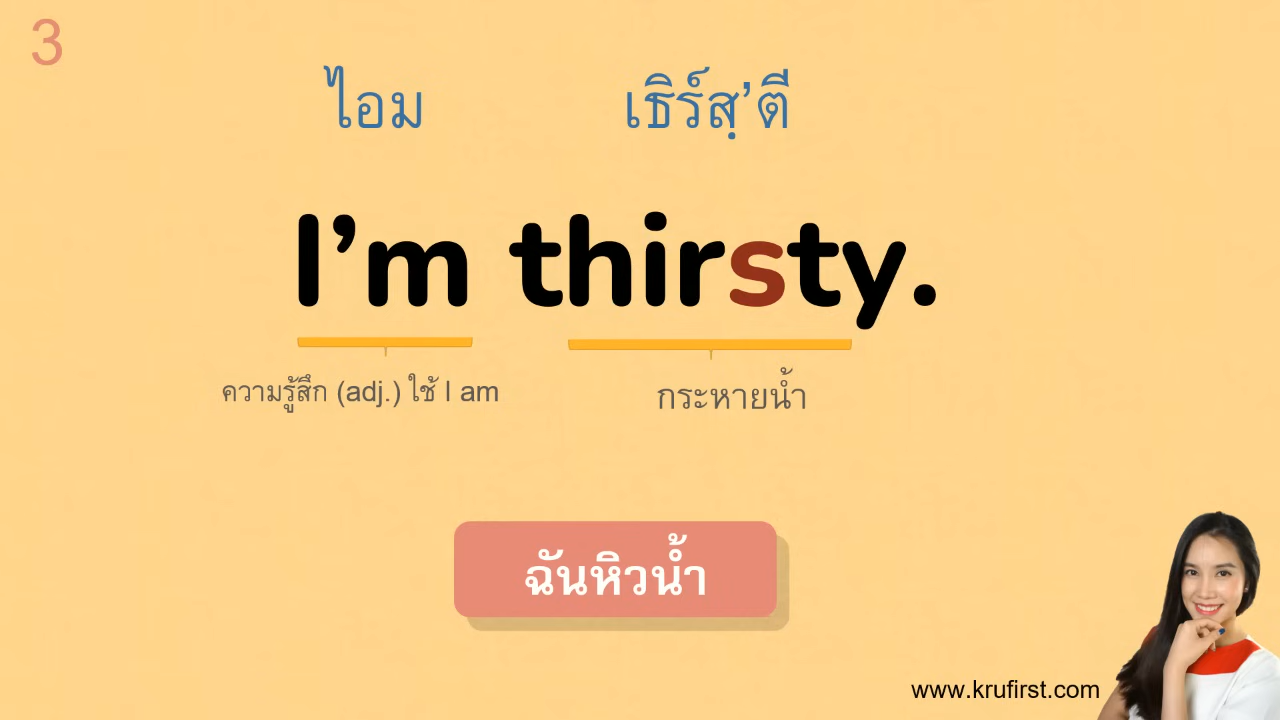 3
ไอม เธิร์สฺ’ตี
I’m thirsty.
ความรู้สึก (adj.) ใช้ I am กระหายน้ำ
ฉันหิวน้ำ
www.krufirst.com